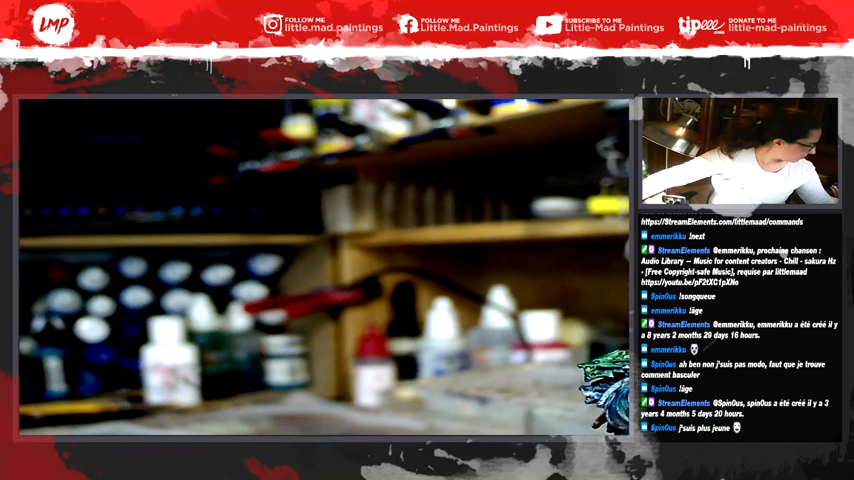 LMP
FOLLOW ME
little.mad.paintings
FOLLOW ME
Little.Mad.Paintings
SUBSCRIBE TO ME
Little-Mad Paintings
tipeee.com
DONATE TO ME
little-mad-paintings
https://StreamElements.com/littlemaad/commands
emmerikku !next
StreamElements @emmerikku, prochaine chanson :
Audio Library — Music for content creators - Chill - sakura Hz
- [Free Copyright-safe Music], requise par littlemaad
https://youtu.be/pF2tXC1pXNo
Spin0us !songqueue
emmerikku !âge
StreamElements @emmerikku, emmerikku a été créé il y
a 8 years 2 months 29 days 16 hours.
emmerikku
Spin0us ah ben non j'suis pas modo, faut que je trouve
comment basculer
Spin0us !âge
StreamElements @Spin0us, spin0us a été créé il y a 3
years 4 months 5 days 20 hours.
Spin0us j'suis plus jeune